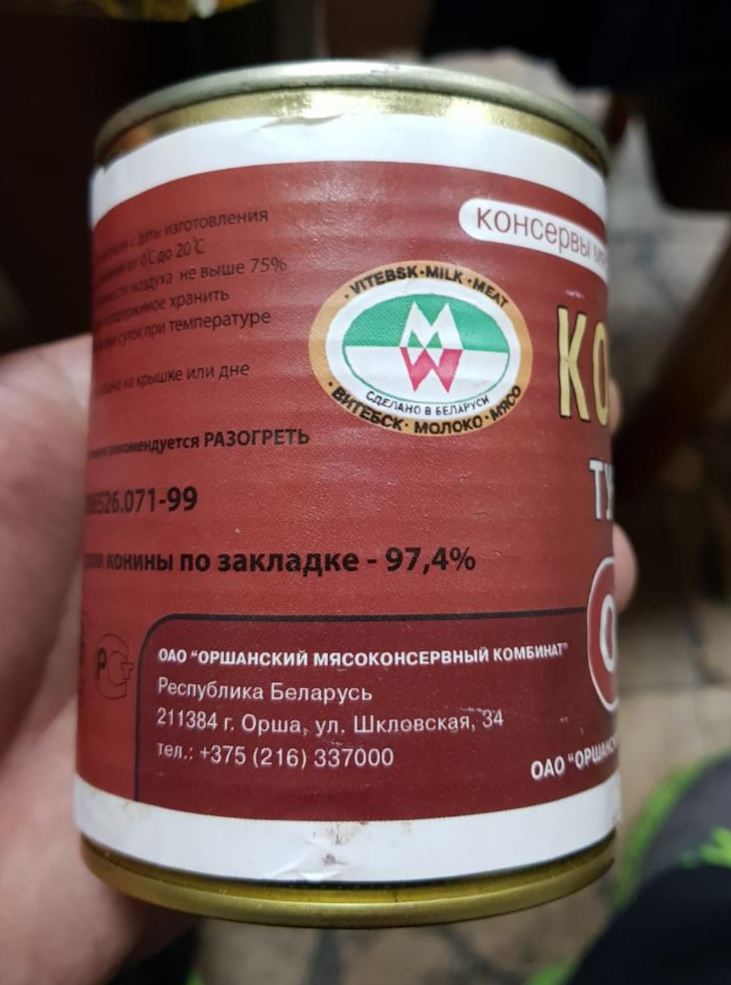 с даты изготовления
от 0°С до 20°С
воздуха не выше 75%
содержимое хранить
суток при температуре
на крышке или дне
рекомендуется РАЗОГРЕТЬ
526.071-99
конины по закладке - 97,4%
VITEBSK·MILK·MEAT
СДЕЛАНО В БЕЛАРУСИ
ВИТЕБСК·МОЛОКО·МЯСО
консервы
КО
ТУ
ОАО "ОРШАНСКИЙ МЯСОКОНСЕРВНЫЙ КОМБИНАТ"
Республика Беларусь
211384 г. Орша, ул. Шкловская, 34
тел.: +375 (216) 337000
ОАО "ОРШАНС